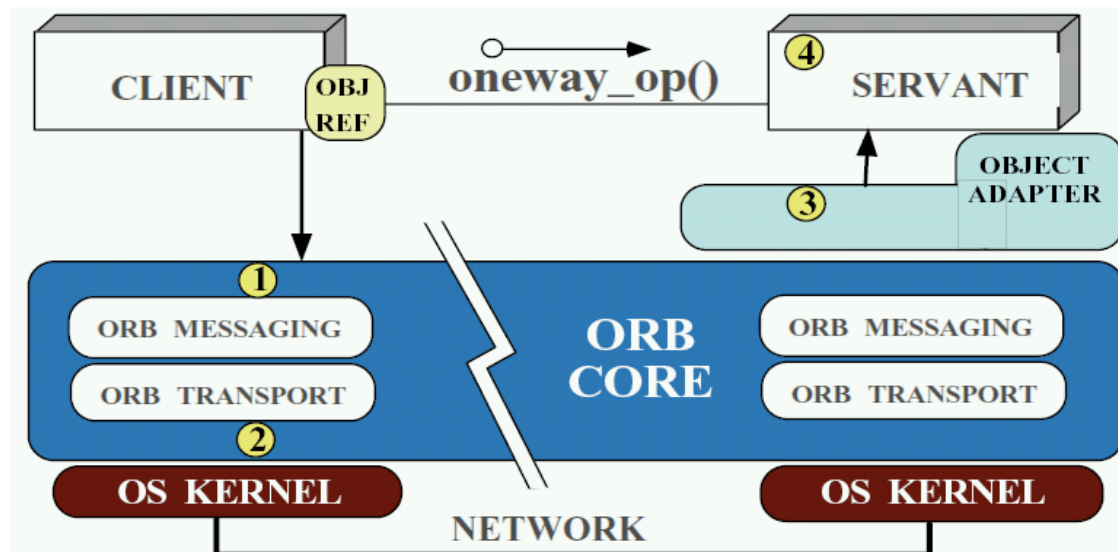 CLIENT
OBJ
REF
oneway_op()
4
SERVANT
OBJECT
ADAPTER
3
1
ORB MESSAGING
ORB TRANSPORT
2
ORB
CORE
ORB MESSAGING
ORB TRANSPORT
OS KERNEL
NETWORK
OS KERNEL